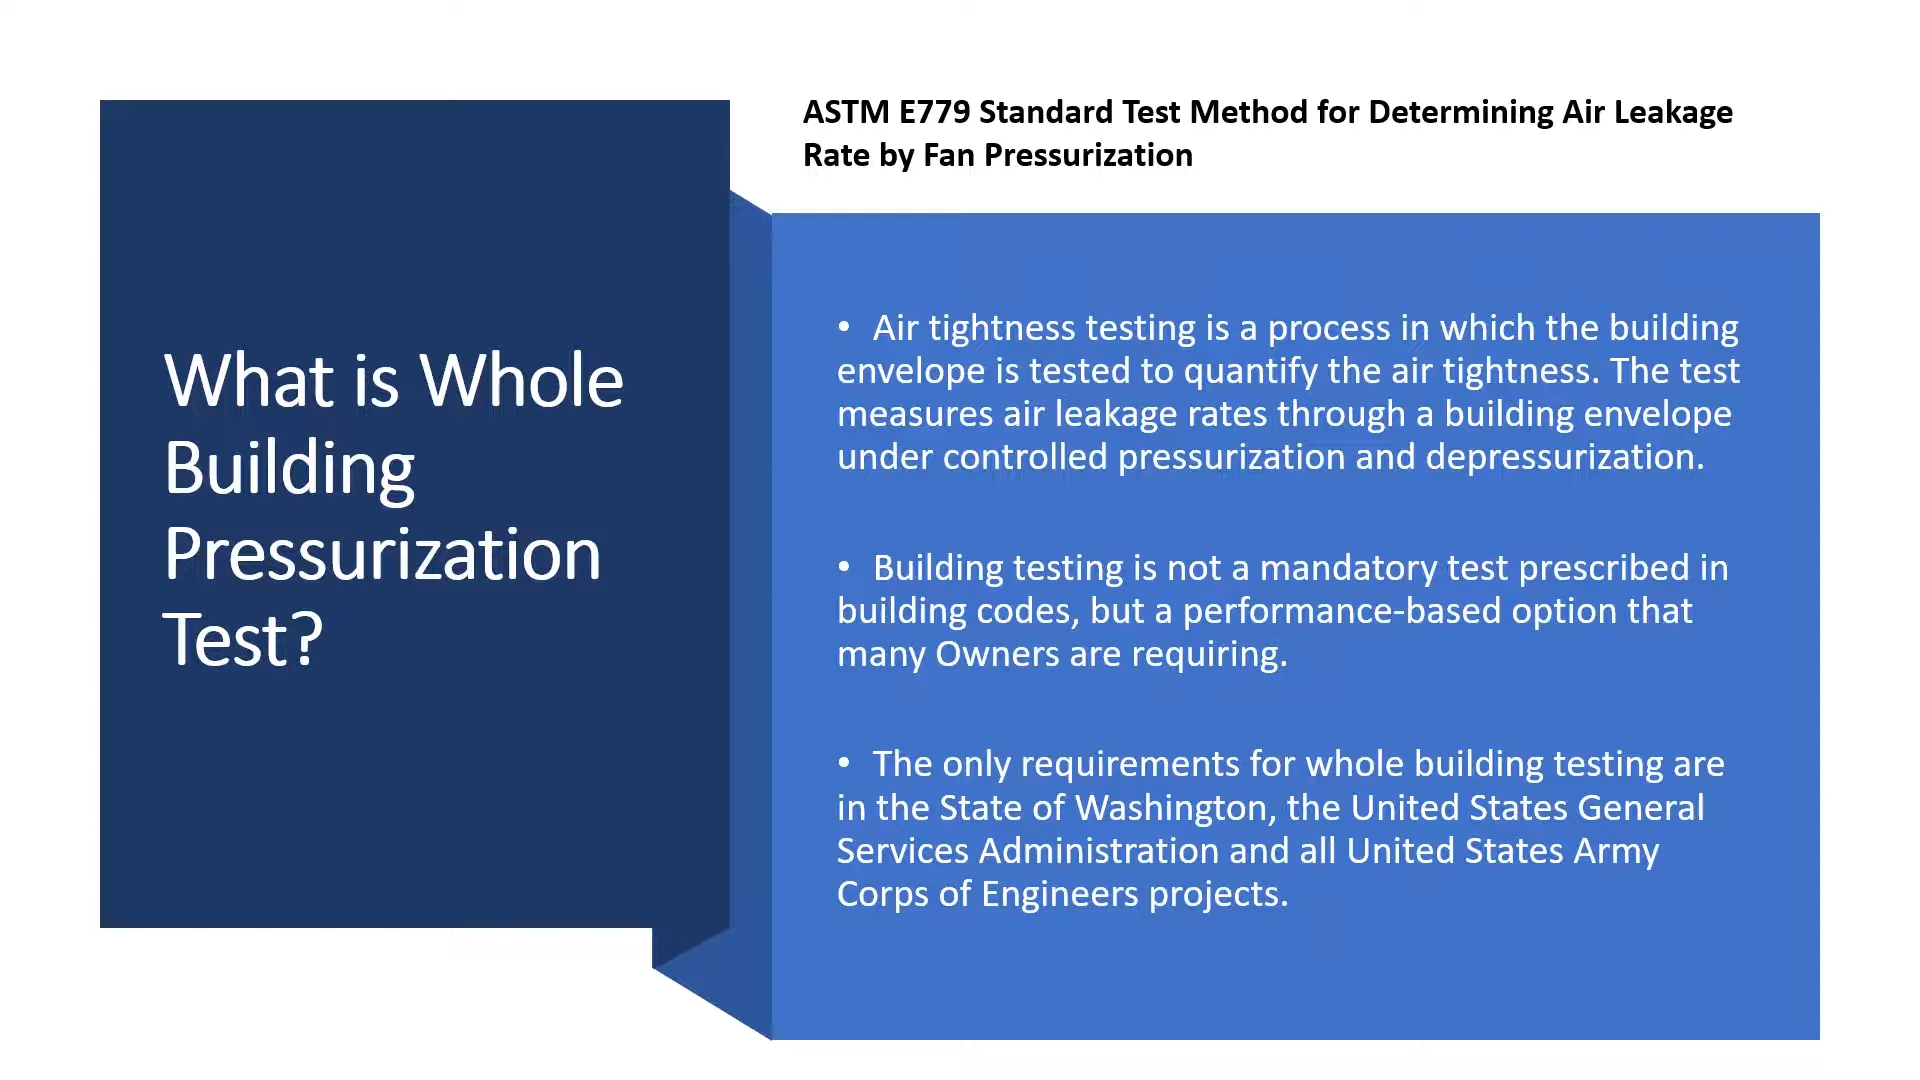 What is Whole
Building
Pressurization
Test?
ASTM E779 Standard Test Method for Determining Air Leakage
Rate by Fan Pressurization
• Air tightness testing is a process in which the building
envelope is tested to quantify the air tightness. The test
measures air leakage rates through a building envelope
under controlled pressurization and depressurization.
• Building testing is not a mandatory test prescribed in
building codes, but a performance-based option that
many Owners are requiring.
• The only requirements for whole building testing are
in the State of Washington, the United States General
Services Administration and all United States Army
Corps of Engineers projects.